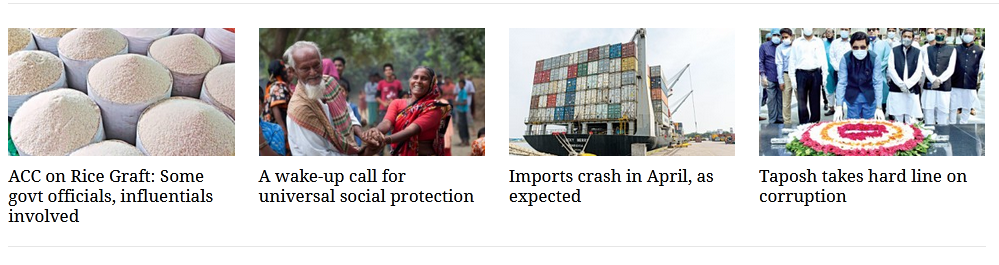 ACC on Rice Graft: Some
govt officials, influentials
involved
A wake-up call for
universal social protection
Imports crash in April, as
expected
Taposh takes hard line on
corruption